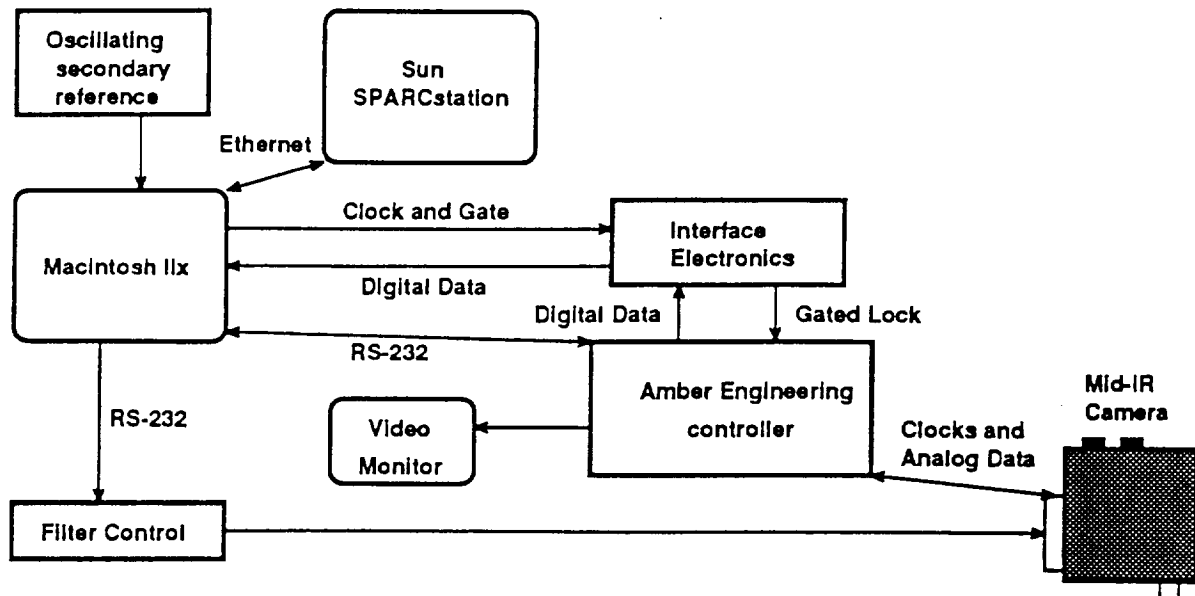 Oscillating
secondary
reference
Sun
SPARCstation
Ethernet
Clock and Gate
Interface
Electronics
Macintosh IIx
Digital Data
Digital Data
Gated Lock
RS-232
Amber Engineering
controller
Mid-IR
Camera
RS-232
Video
Monitor
Clocks and
Analog Data
Filter Control